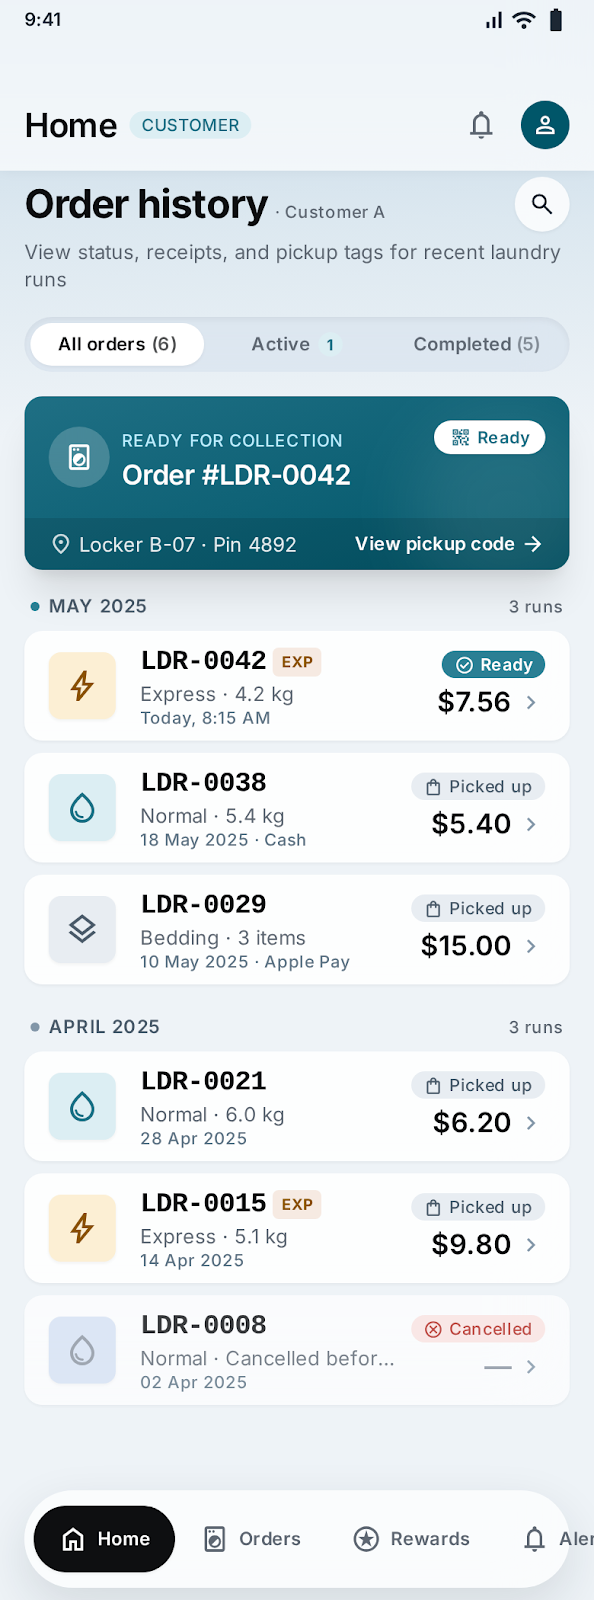 9:41
Home CUSTOMER
Order history · Customer A
View status, receipts, and pickup tags for recent laundry
runs
All orders (6) Active 1 Completed (5)
READY FOR COLLECTION
Ready
Order #LDR-0042
Locker B-07 · Pin 4892 View pickup code →
MAY 2025 3 runs
LDR-0042 EXP Ready
Express · 4.2 kg $7.56
Today, 8:15 AM
LDR-0038 Picked up
Normal · 5.4 kg $5.40
18 May 2025 · Cash
LDR-0029 Picked up
Bedding · 3 items $15.00
10 May 2025 · Apple Pay
APRIL 2025 3 runs
LDR-0021 Picked up
Normal · 6.0 kg $6.20
28 Apr 2025
LDR-0015 EXP Picked up
Express · 5.1 kg $9.80
14 Apr 2025
LDR-0008 Cancelled
Normal · Cancelled befor... —
02 Apr 2025
Home Orders Rewards